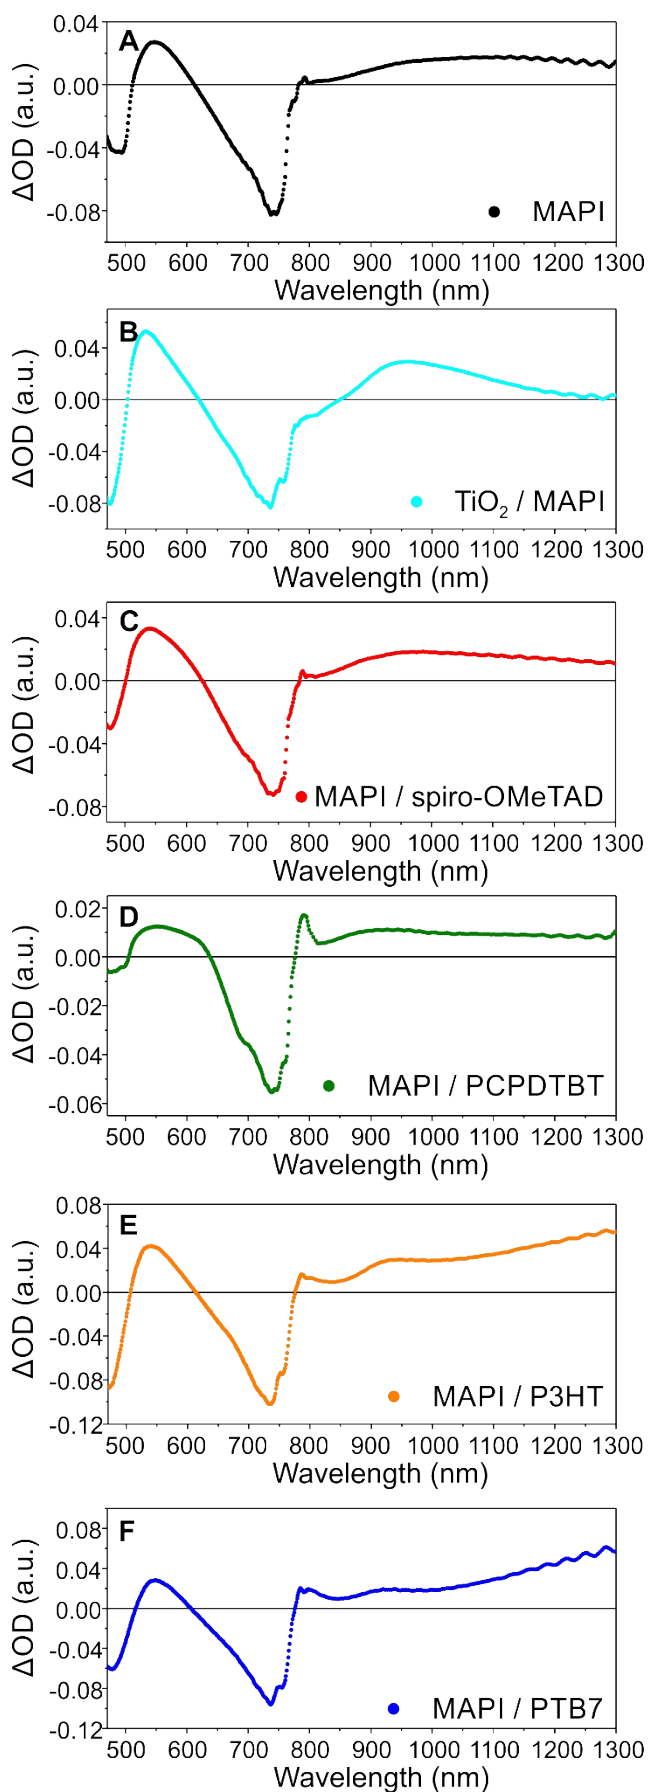 0.04
A
0.00
-0.04
-0.08
ΔOD (a.u.)
MAPI
500 600 700 800 900 1000 1100 1200 1300
Wavelength (nm)
B
0.04
0.00
-0.04
-0.08
ΔOD (a.u.)
TiO₂ / MAPI
500 600 700 800 900 1000 1100 1200 1300
Wavelength (nm)
0.04
C
0.00
-0.04
-0.08
ΔOD (a.u.)
MAPI / spiro-OMeTAD
500 600 700 800 900 1000 1100 1200 1300
Wavelength (nm)
0.02
D
0.00
-0.02
-0.04
-0.06
ΔOD (a.u.)
MAPI / PCPDTBT
500 600 700 800 900 1000 1100 1200 1300
Wavelength (nm)
0.08
E
0.04
0.00
-0.04
-0.08
-0.12
ΔOD (a.u.)
MAPI / P3HT
500 600 700 800 900 1000 1100 1200 1300
Wavelength (nm)
0.08
F
0.04
0.00
-0.04
-0.08
-0.12
ΔOD (a.u.)
MAPI / PTB7
500 600 700 800 900 1000 1100 1200 1300
Wavelength (nm)